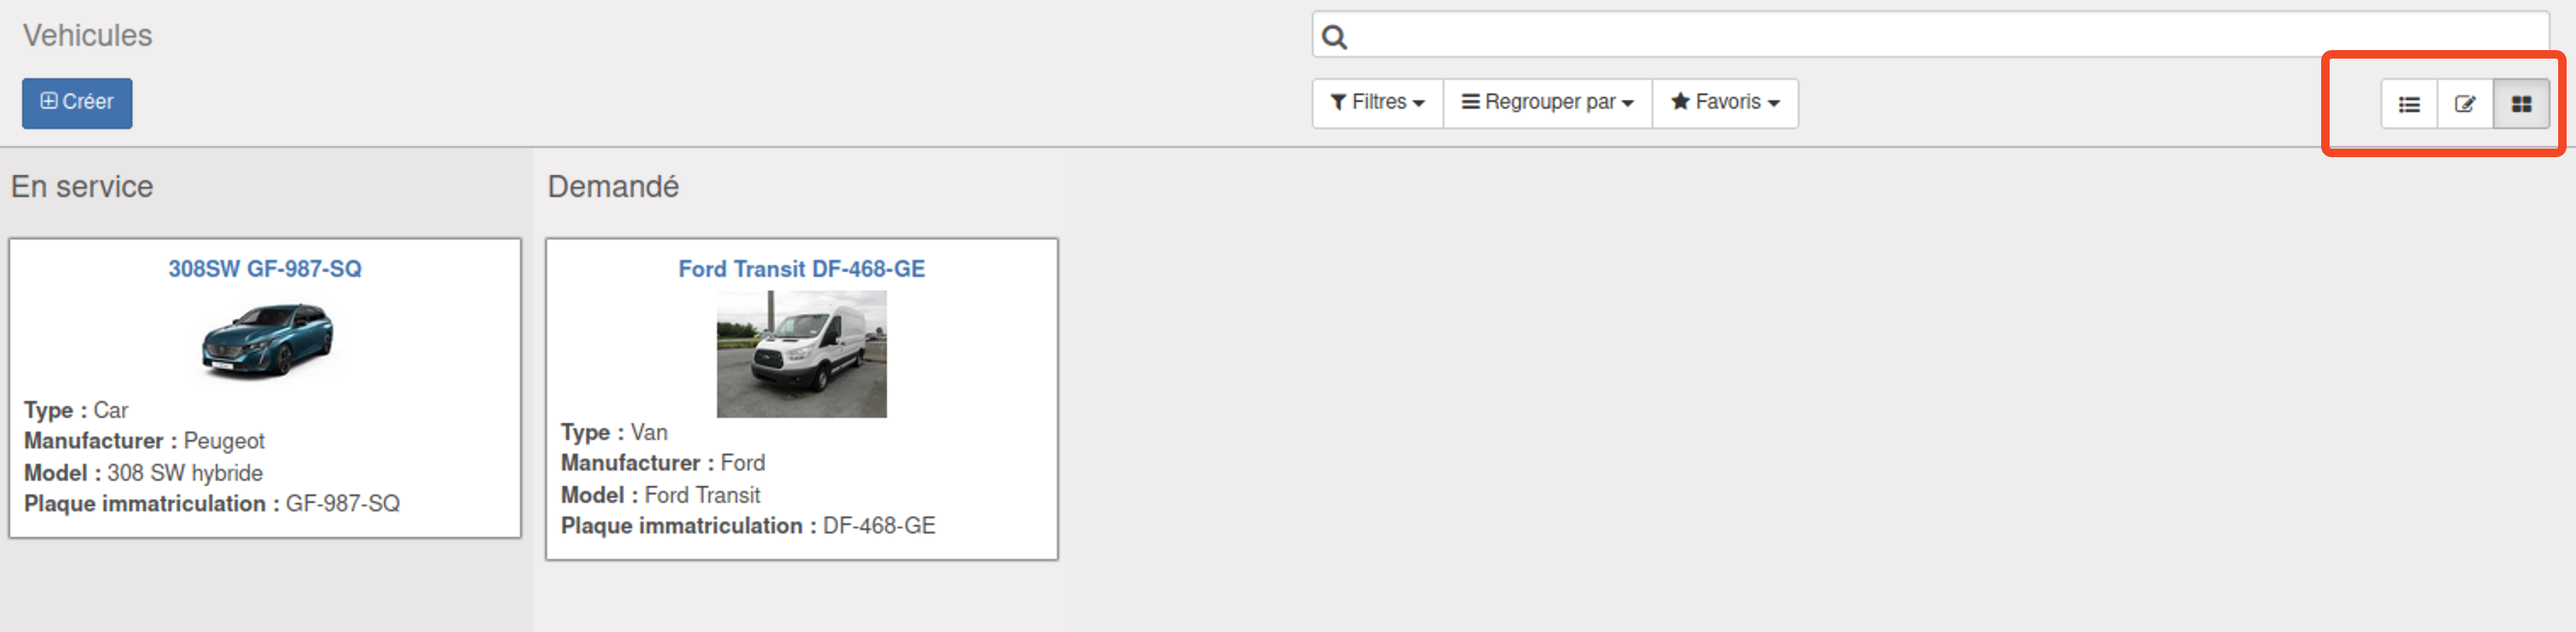 Vehicules
Créer
Filtres
Regrouper par
Favoris
En service
308SW GF-987-SQ
Type : Car
Manufacturer : Peugeot
Model : 308 SW hybride
Plaque immatriculation : GF-987-SQ
Demandé
Ford Transit DF-468-GE
Type : Van
Manufacturer : Ford
Model : Ford Transit
Plaque immatriculation : DF-468-GE